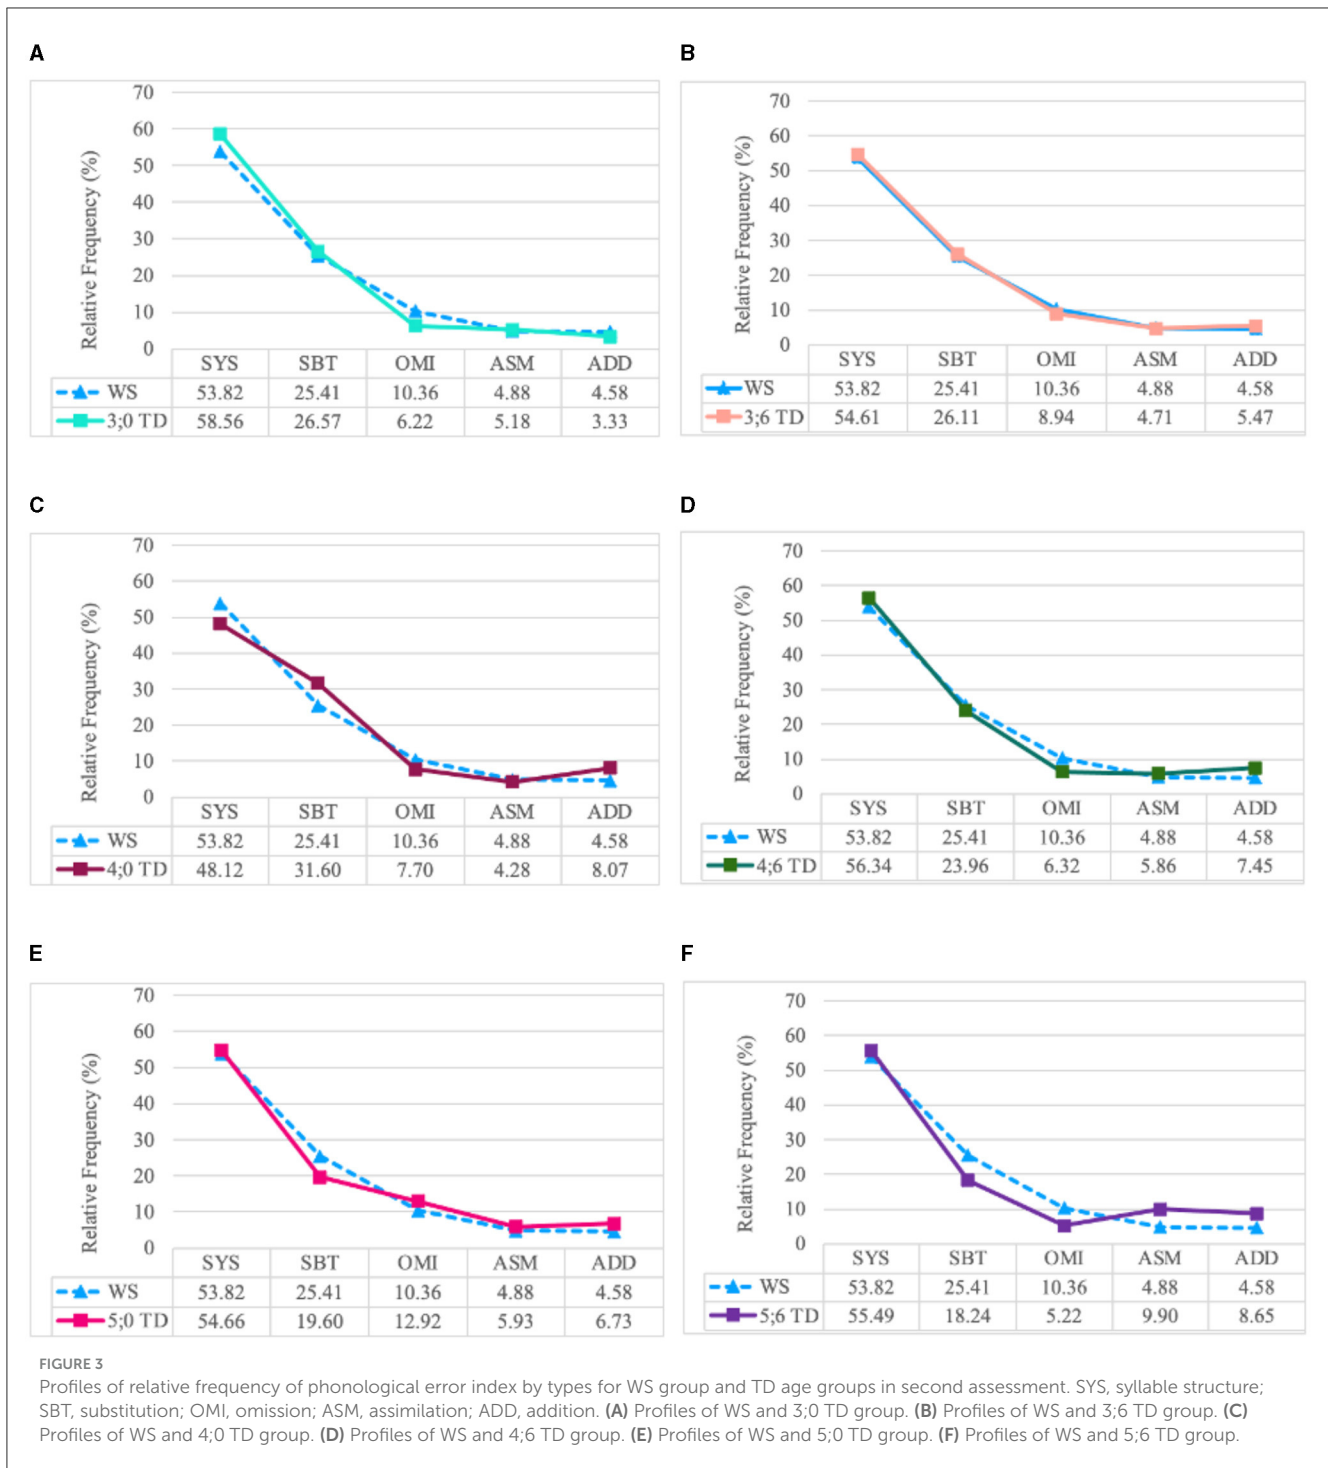 A
Relative Frequency (%)
70
60
50
40
30
20
10
0
SYS SBT OMI ASM ADD
WS 53.82 25.41 10.36 4.88 4.58
3;0 TD 58.56 26.57 6.22 5.18 3.33
B
Relative Frequency (%)
70
60
50
40
30
20
10
0
SYS SBT OMI ASM ADD
WS 53.82 25.41 10.36 4.88 4.58
3;6 TD 54.61 26.11 8.94 4.71 5.47
C
Relative Frequency (%)
70
60
50
40
30
20
10
0
SYS SBT OMI ASM ADD
WS 53.82 25.41 10.36 4.88 4.58
4;0 TD 48.12 31.60 7.70 4.28 8.07
D
Relative Frequency (%)
70
60
50
40
30
20
10
0
SYS SBT OMI ASM ADD
WS 53.82 25.41 10.36 4.88 4.58
4;6 TD 56.34 23.96 6.32 5.86 7.45
E
Relative Frequency (%)
70
60
50
40
30
20
10
0
SYS SBT OMI ASM ADD
WS 53.82 25.41 10.36 4.88 4.58
5;0 TD 54.66 19.60 12.92 5.93 6.73
F
Relative Frequency (%)
70
60
50
40
30
20
10
0
SYS SBT OMI ASM ADD
WS 53.82 25.41 10.36 4.88 4.58
5;6 TD 55.49 18.24 5.22 9.90 8.65
FIGURE 3
Profiles of relative frequency of phonological error index by types for WS group and TD age groups in second assessment. SYS, syllable structure;
SBT, substitution; OMI, omission; ASM, assimilation; ADD, addition. (A) Profiles of WS and 3;0 TD group. (B) Profiles of WS and 3;6 TD group. (C)
Profiles of WS and 4;0 TD group. (D) Profiles of WS and 4;6 TD group. (E) Profiles of WS and 5;0 TD group. (F) Profiles of WS and 5;6 TD group.